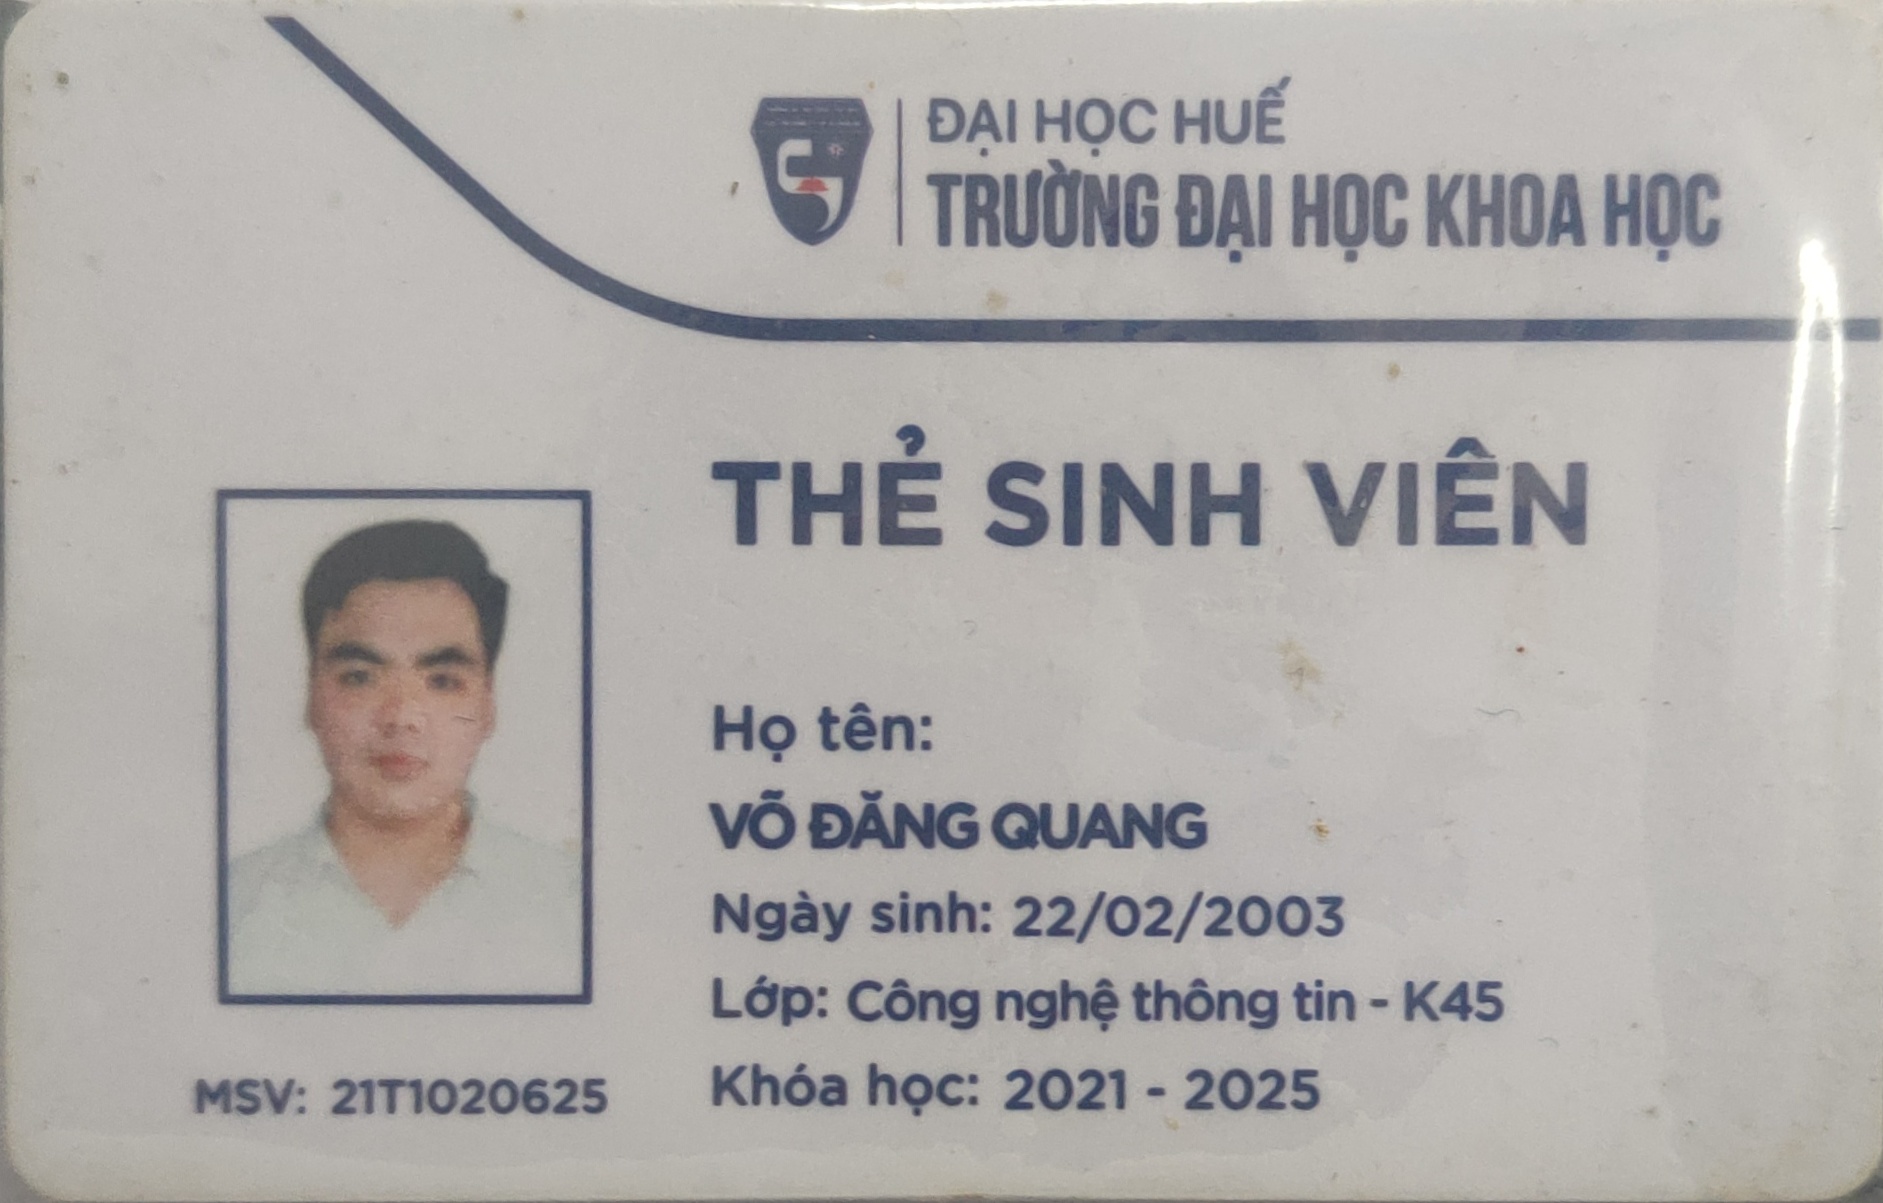 ĐẠI HỌC HUẾ
TRƯỜNG ĐẠI HỌC KHOA HỌC
THẺ SINH VIÊN
Họ tên:
VÕ ĐĂNG QUANG
Ngày sinh: 22/02/2003
Lớp: Công nghệ thông tin - K45
Khóa học: 2021 - 2025
MSV: 21T1020625